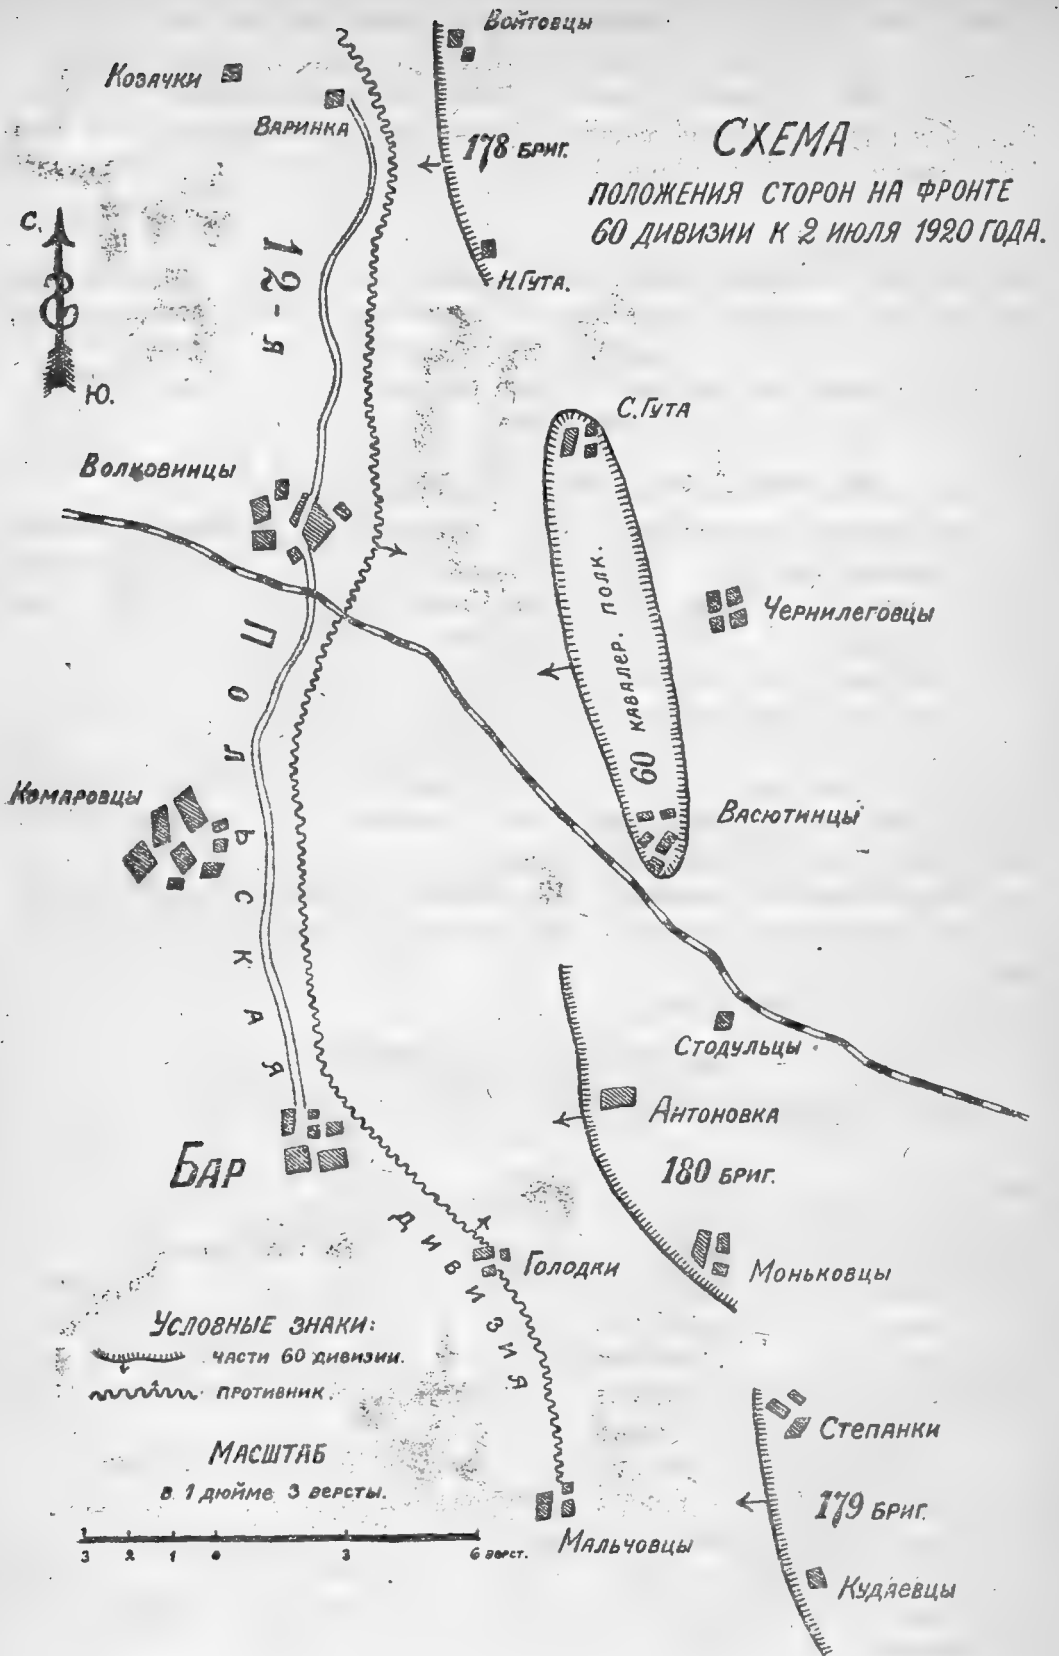 Войтовцы
Козачки
Варинка
178 бриг.
СХЕМА
ПОЛОЖЕНИЯ СТОРОН НА ФРОНТЕ
60 ДИВИЗИИ К 2 ИЮЛЯ 1920 ГОДА.
С.
Ю.
Н.Гута.
12-я
С.Гута
Волковинцы
60 кавалер. полк.
Чернилеговцы
Польская
Комаровцы
Васютинцы
Стодульцы
Антоновка
180 бриг.
Бар
дивизия
Голодки
Моньковцы
Условные знаки:
части 60 дивизии.
противник.
Степанки
Масштаб
в 1 дюйме 3 версты.
179 бриг.
3 2 1 0 3 6 верст.
Мальчовцы
Кудаевцы